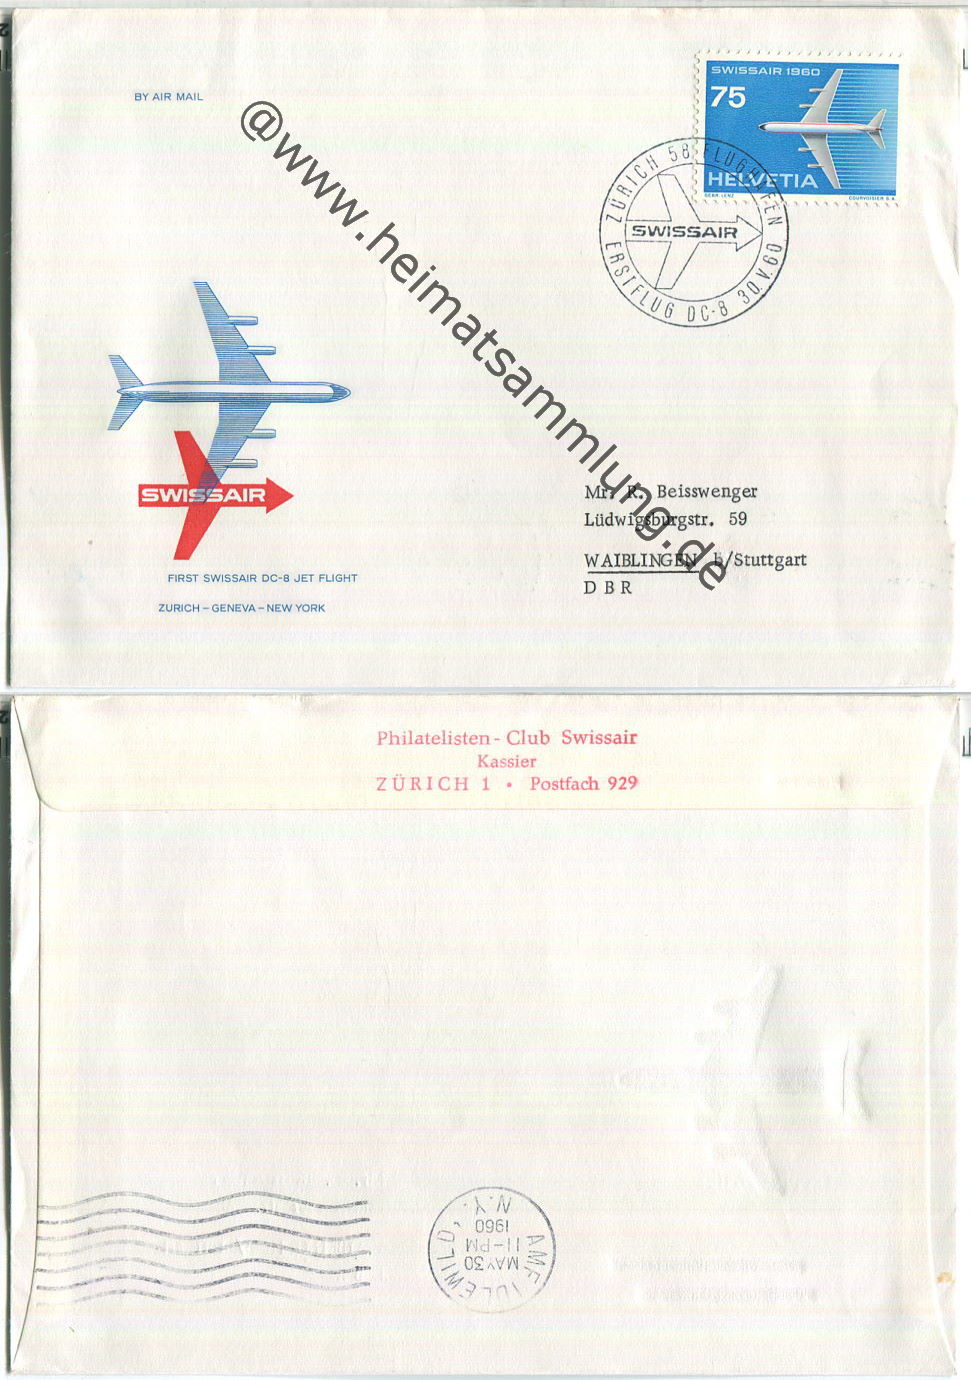 BY AIR MAIL
SWISSAIR 1960
75
HELVETIA
GEBR. LENZ
COURVOISIER S.A.
ZÜRICH 58 FLUGHAFEN
SWISSAIR
ERSTFLUG DC-8 30.V.60
@www.heimatsammlung.de
SWISSAIR
FIRST SWISSAIR DC-8 JET FLIGHT
ZURICH – GENEVA – NEW YORK
Mr. R. Beisswenger
Lüdwigsburgstr. 59
WAIBLINGEN b/Stuttgart
D B R
Philatelisten - Club Swissair
Kassier
ZÜRICH 1 • Postfach 929
AMF IDLEWILD,
MAY 30
11-PM
1960
N.Y.